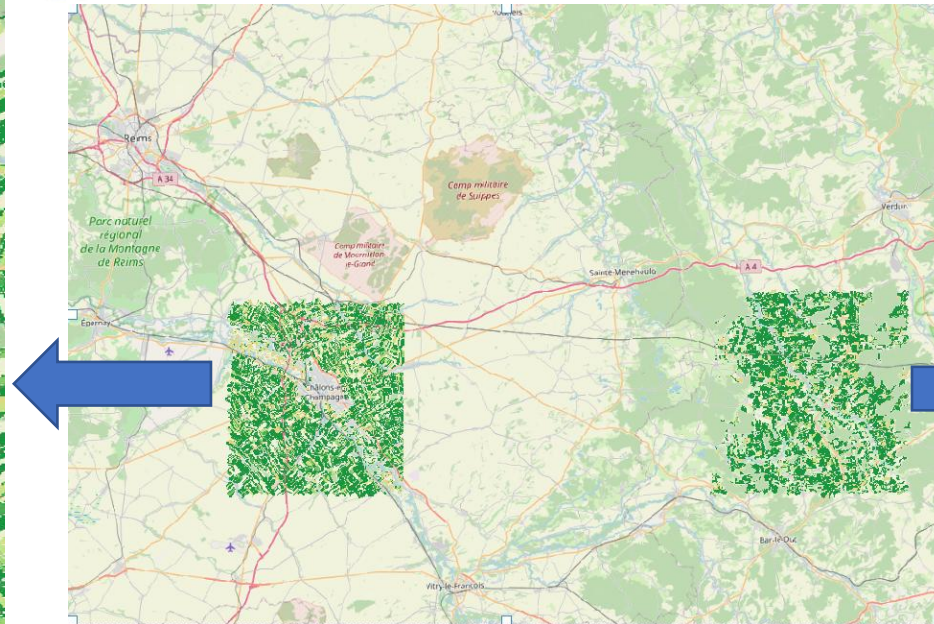 Reims
A 34
Camp militaire
de Suippes
Parc naturel
régional
de la Montagne
de Reims
Camp militaire
de Mourmelon
-le-Grand
Verdun
Sainte-Menehould
A 4
Épernay
Châlons-en-
Champagne
Bar-le-Duc
Vitry-le-François